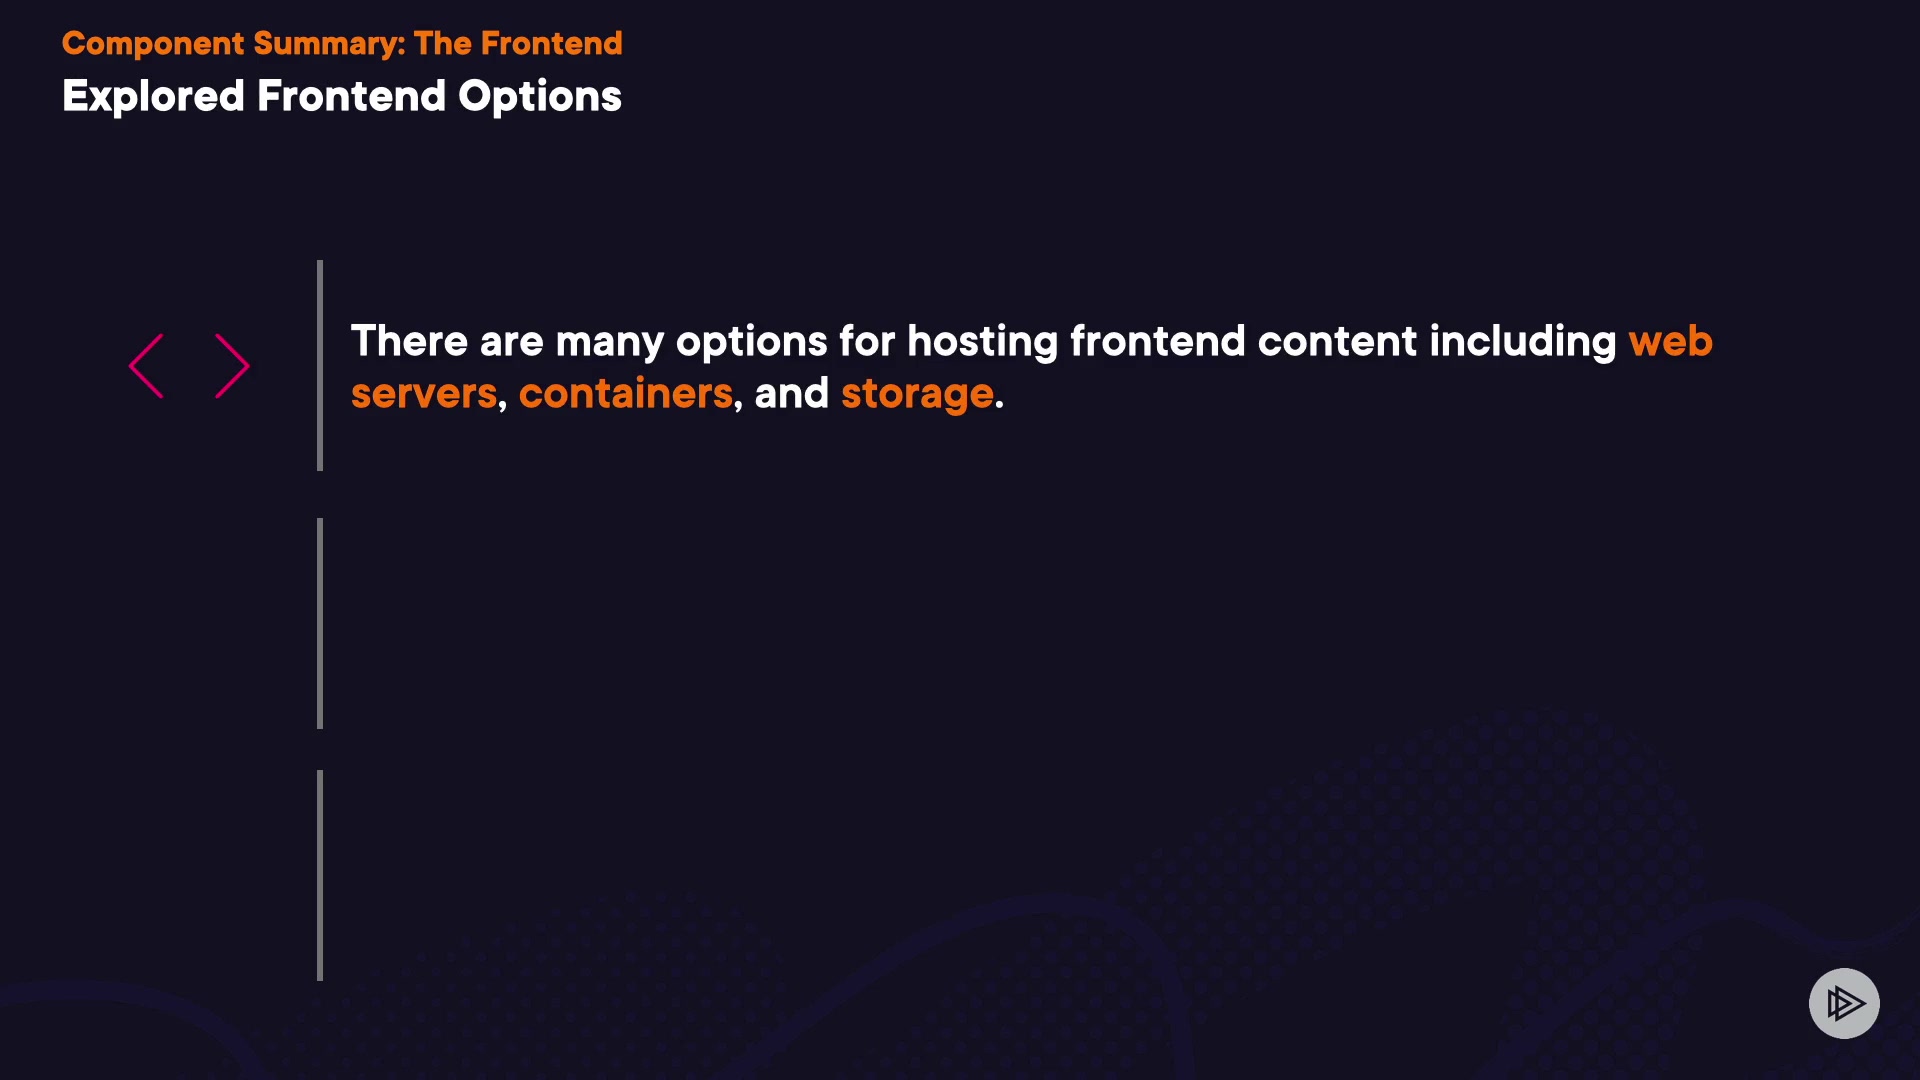 Component Summary: The Frontend
Explored Frontend Options
There are many options for hosting frontend content including web
servers, containers, and storage.